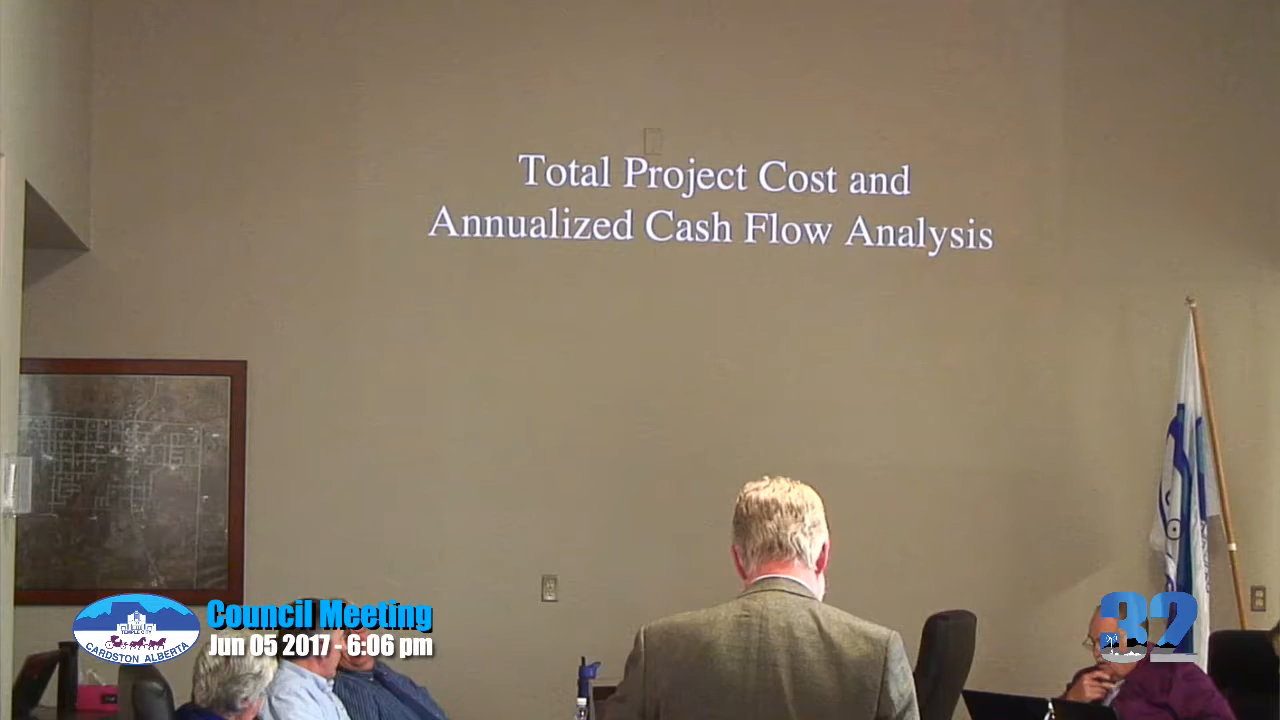 Total Project Cost and
Annualized Cash Flow Analysis
Council Meeting
Jun 05 2017 - 6:06 pm
TEMPLE CITY
CARDSTON ALBERTA
32